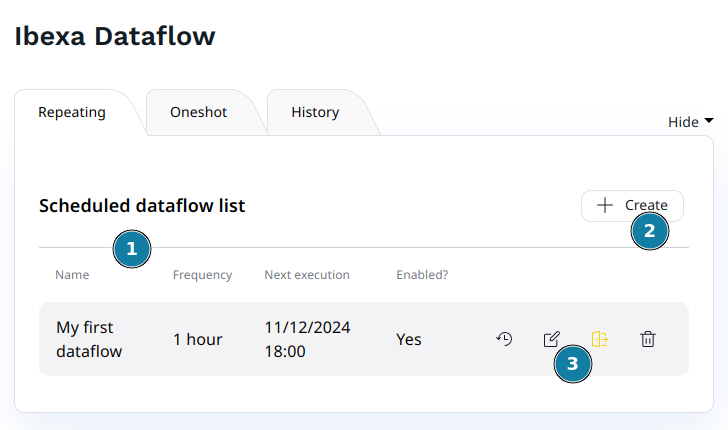 Ibexa Dataflow
Repeating
Oneshot
History
Hide
Scheduled dataflow list
Create
1
2
Name Frequency Next execution Enabled?
My first
dataflow
1 hour
11/12/2024
18:00
Yes
3